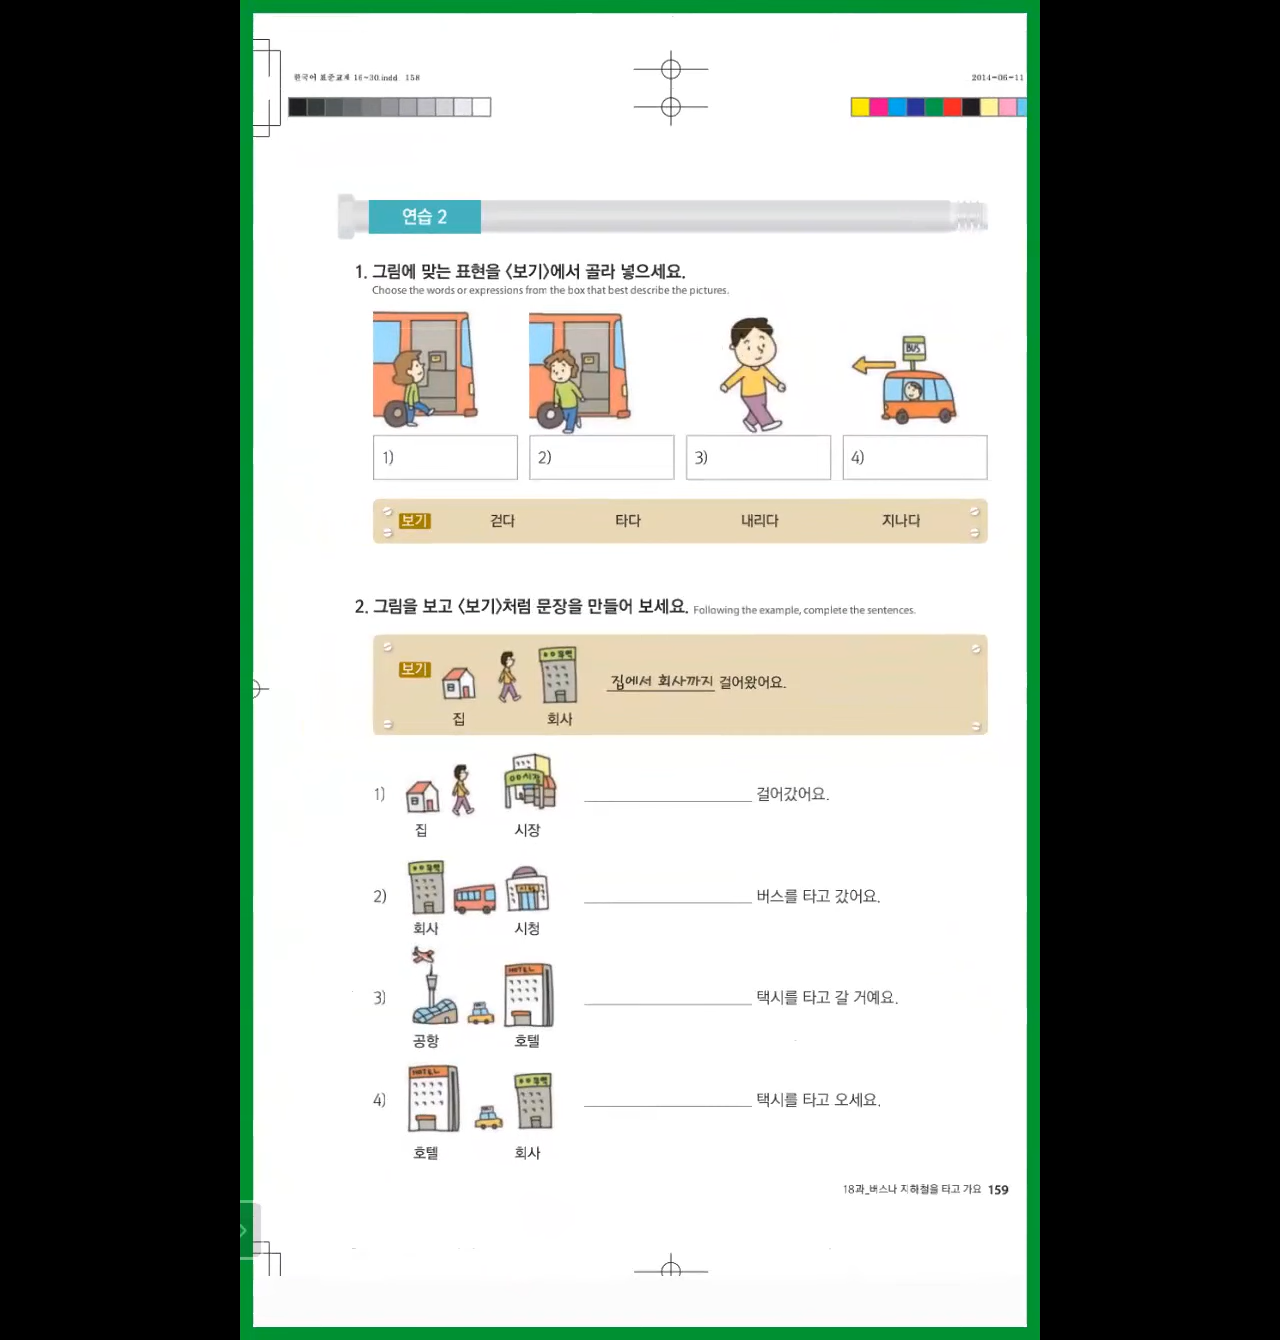 한국어 표준교재 16~30.indd 158
2014-06-11
연습 2
1. 그림에 맞는 표현을 <보기>에서 골라 넣으세요.
Choose the words or expressions from the box that best describe the pictures.
BUS
1) 2) 3) 4)
보기 걷다 타다 내리다 지나다
2. 그림을 보고 <보기>처럼 문장을 만들어 보세요. Following the example, complete the sentences.
보기 집에서 회사까지 걸어왔어요.
집 회사
1) 걸어갔어요.
집 시장
2) 버스를 타고 갔어요.
회사 시청
HOTEL
3) 택시를 타고 갈 거예요.
공항 호텔
HOTEL
4) 택시를 타고 오세요.
호텔 회사
18과_버스나 지하철을 타고 가요 159